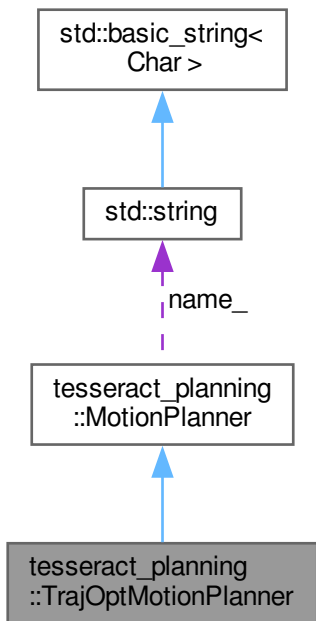 std::basic_string<
Char >
std::string
name_
tesseract_planning
::MotionPlanner
tesseract_planning
::TrajOptMotionPlanner